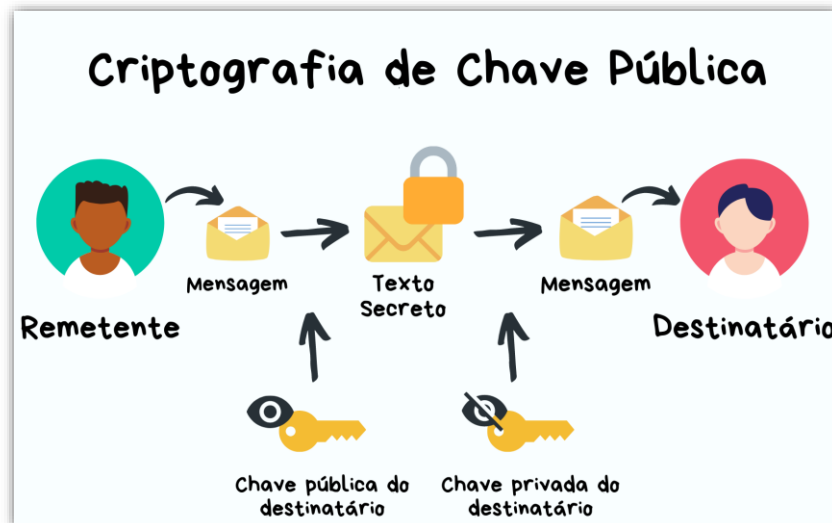 Criptografia de Chave Pública
Mensagem
Texto
Secreto
Mensagem
Remetente
Destinatário
Chave pública do
destinatário
Chave privada do
destinatário